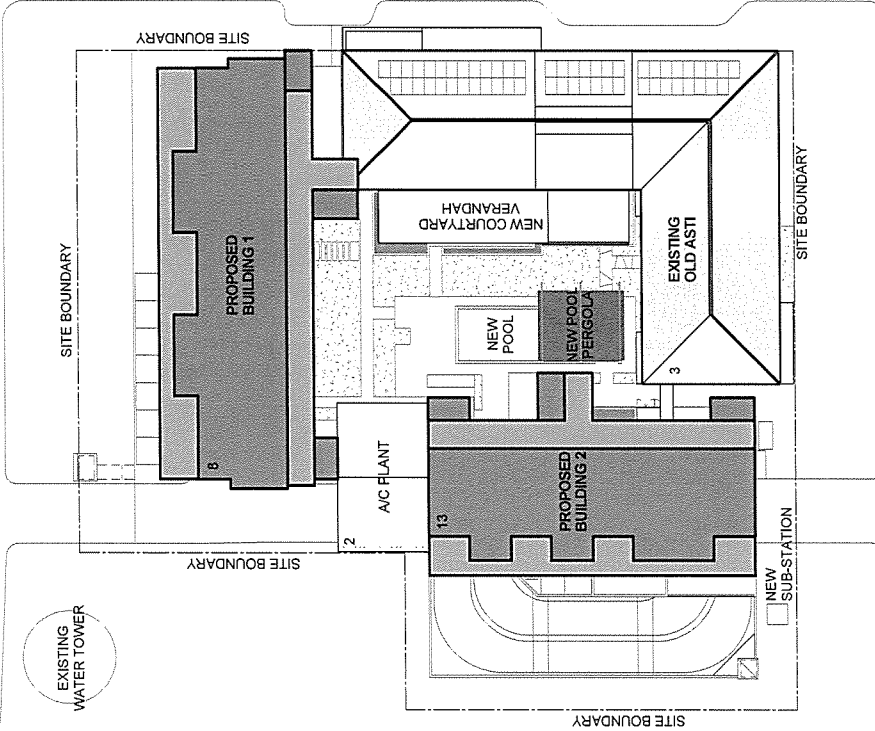 SITE BOUNDARY
SITE BOUNDARY
PROPOSED
BUILDING 1
8
NEW COURTYARD
VERANDAH
SITE BOUNDARY
EXISTING
OLD ASTI
3
NEW
POOL
NEW POOL
PERGOLA
A/C PLANT
2
13
PROPOSED
BUILDING 2
SITE BOUNDARY
NEW
SUB-STATION
EXISTING
WATER TOWER
SITE BOUNDARY